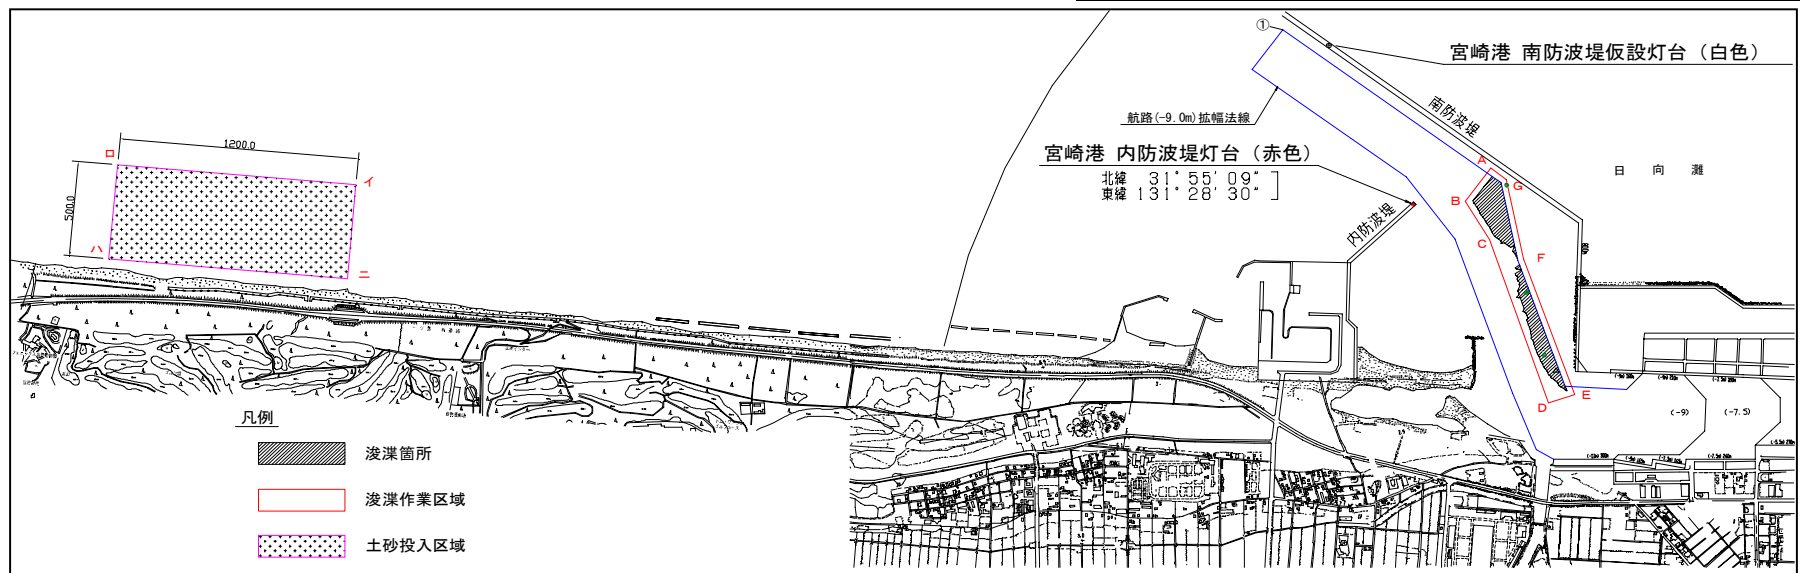 ①
宮崎港 南防波堤仮設灯台（白色）
南防波堤
航路(-9.0m)拡幅法線
宮崎港 内防波堤灯台（赤色）
北緯 31°55′09″
東緯 131°28′30″
内防波堤
日 向 灘
A
G
B
C
F
D
E
ロ
1200.0
イ
500.0
ハ
ニ
(-9)
(-7.5)
凡例
浚渫箇所
浚渫作業区域
土砂投入区域